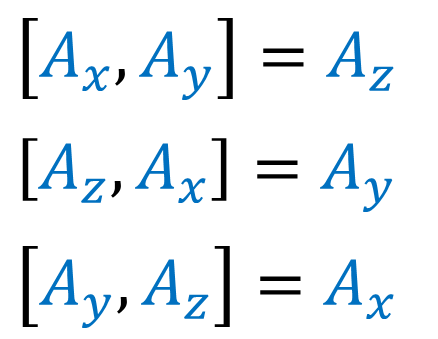 [A_x, A_y] = A_z
[A_z, A_x] = A_y
[A_y, A_z] = A_x